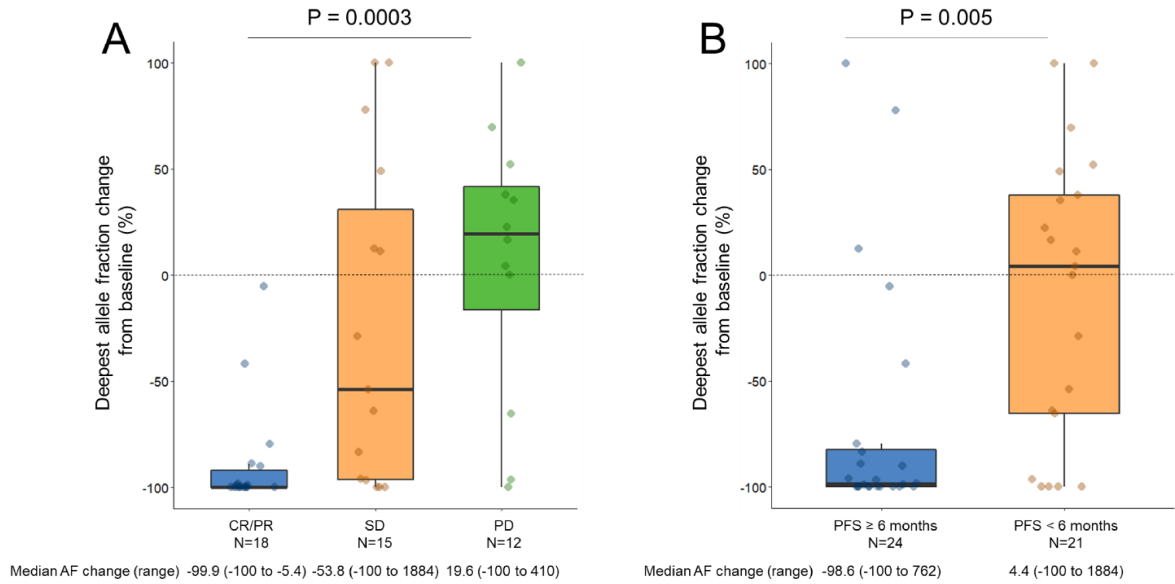 A
P = 0.0003
Deepest allele fraction change
from baseline (%)
100
50
0
-50
-100
CR/PR
N=18
SD
N=15
PD
N=12
Median AF change (range) -99.9 (-100 to -5.4) -53.8 (-100 to 1884) 19.6 (-100 to 410)
B
P = 0.005
Deepest allele fraction change
from baseline (%)
100
50
0
-50
-100
PFS ≥ 6 months
N=24
PFS < 6 months
N=21
Median AF change (range) -98.6 (-100 to 762) 4.4 (-100 to 1884)